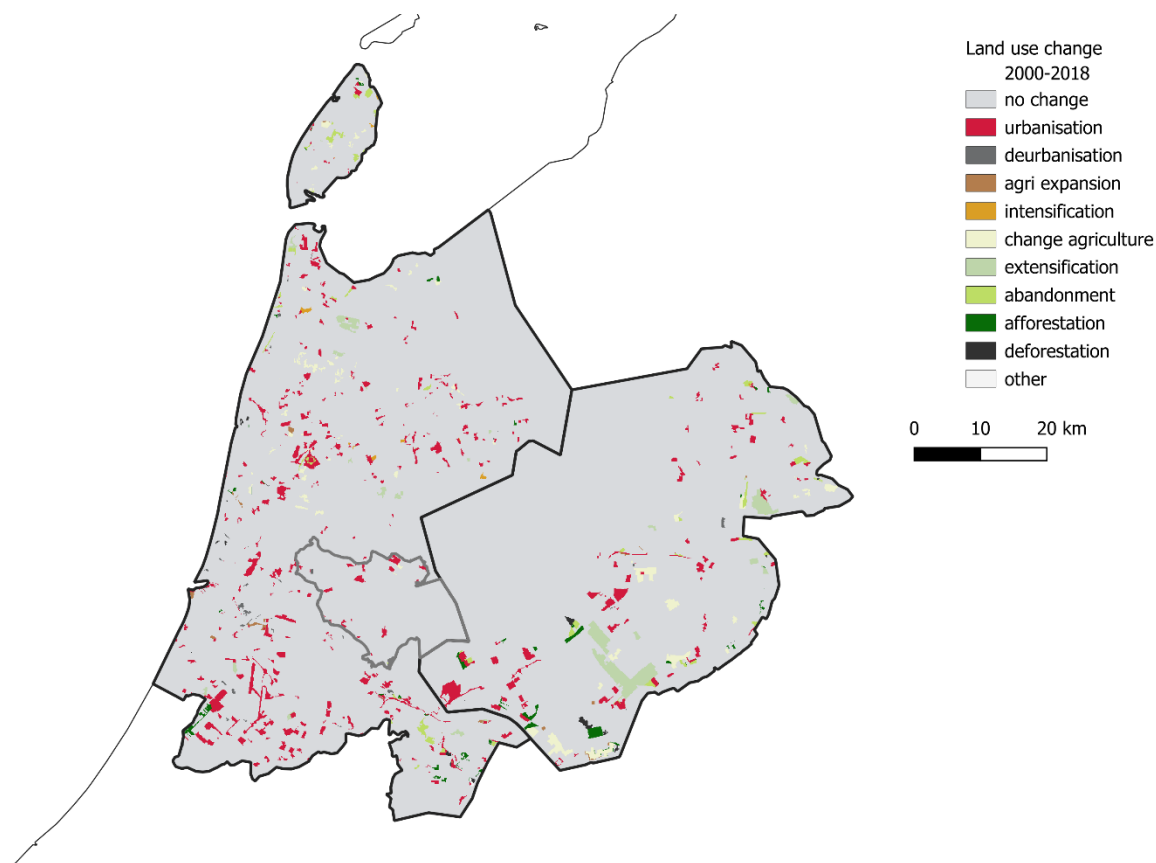 Land use change
2000-2018
no change
urbanisation
deurbanisation
agri expansion
intensification
change agriculture
extensification
abandonment
afforestation
deforestation
other
0 10 20 km